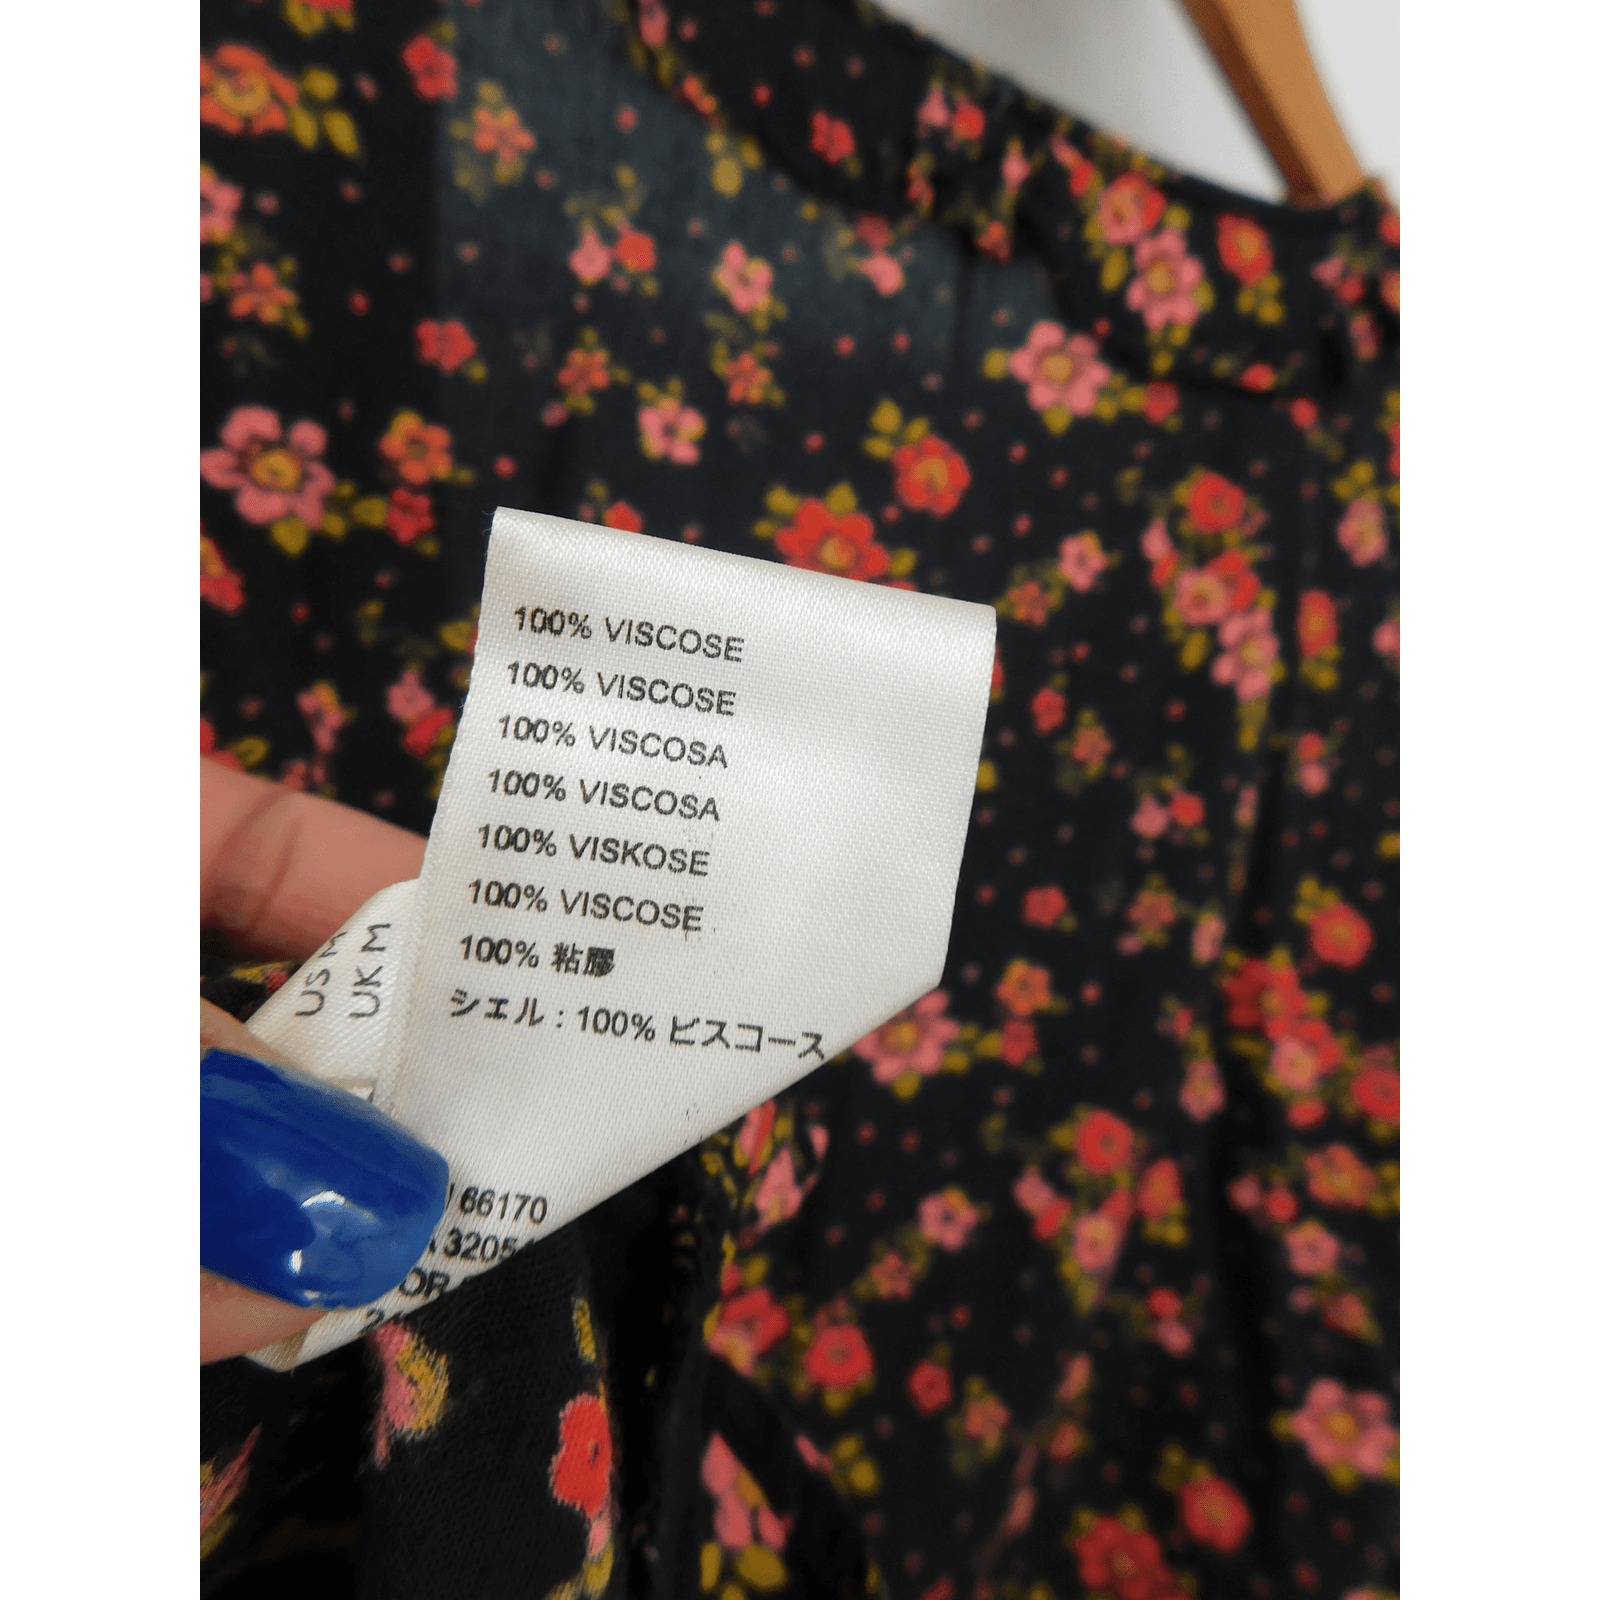 100% VISCOSE
100% VISCOSE
100% VISCOSA
100% VISCOSA
100% VISKOSE
100% VISCOSE
100% 粘膠
シェル : 100% ビスコース
US M
UK M
66170
3205